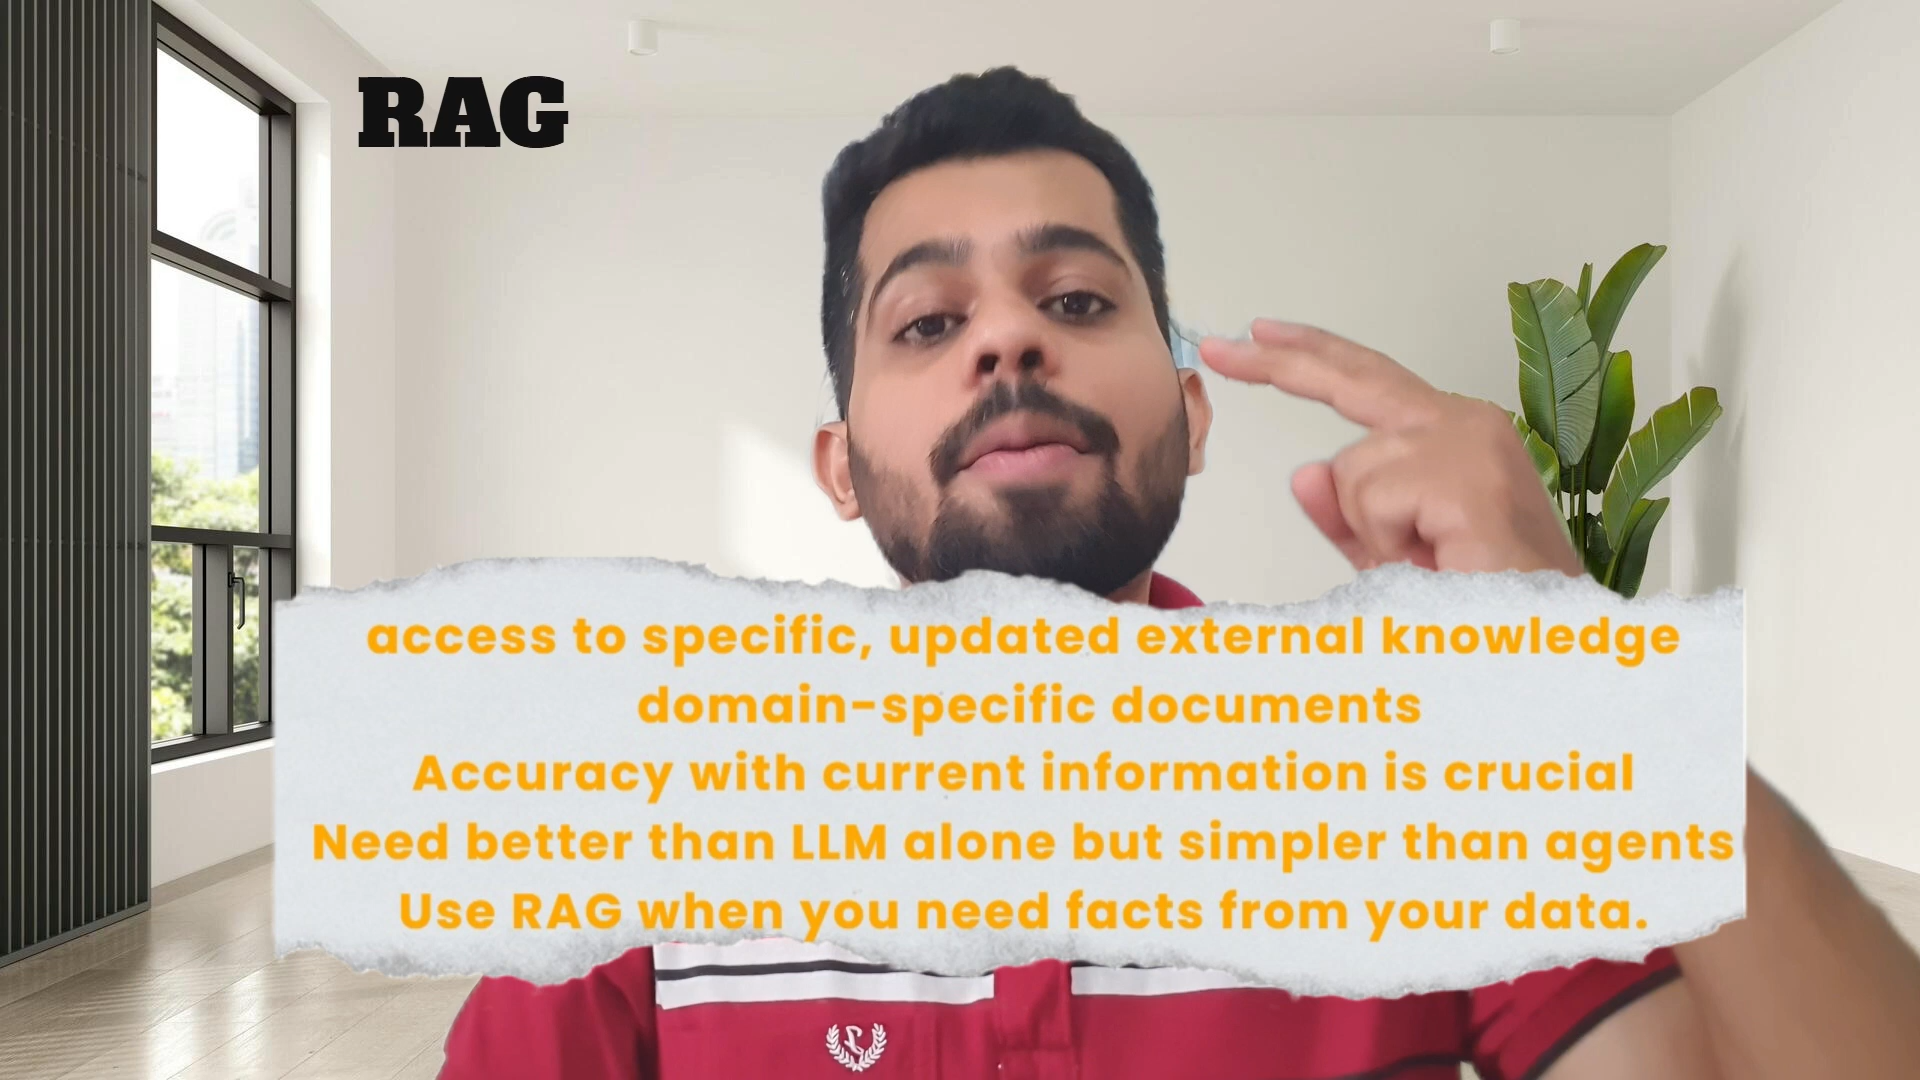 RAG
access to specific, updated external knowledge
domain-specific documents
Accuracy with current information is crucial
Need better than LLM alone but simpler than agents
Use RAG when you need facts from your data.